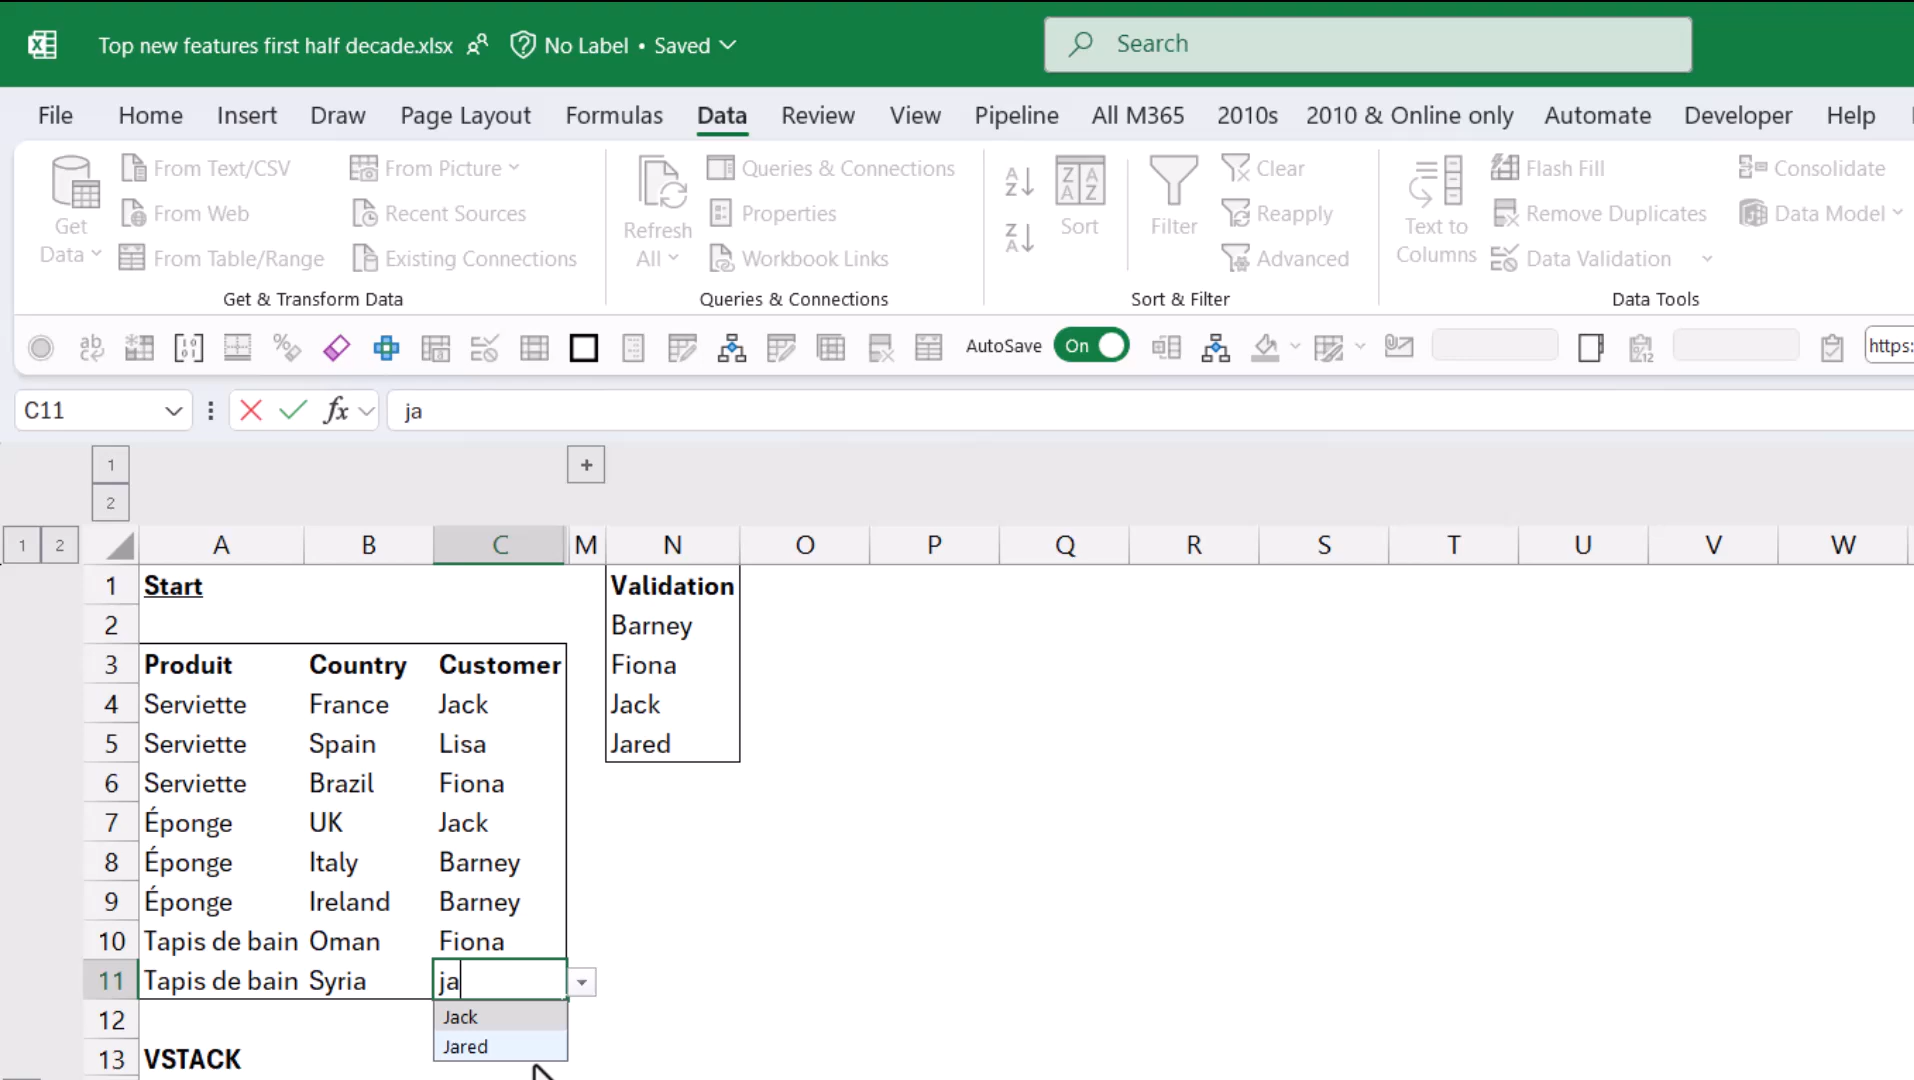 Top new features first half decade.xlsx No Label • Saved
Search
File Home Insert Draw Page Layout Formulas Data Review View Pipeline All M365 2010s 2010 & Online only Automate Developer Help
Get Data
From Text/CSV
From Web
From Table/Range
From Picture
Recent Sources
Existing Connections
Get & Transform Data
Refresh All
Queries & Connections
Properties
Workbook Links
Queries & Connections
Sort
Filter
Clear
Reapply
Advanced
Sort & Filter
Text to Columns
Flash Fill
Remove Duplicates
Data Validation
Consolidate
Data Model
Data Tools
AutoSave On
https:
C11 fx ja
1
2
+
1 2 A B C M N O P Q R S T U V W
1 Start Validation
2 Barney
3 Produit Country Customer Fiona
4 Serviette France Jack Jack
5 Serviette Spain Lisa Jared
6 Serviette Brazil Fiona
7 Éponge UK Jack
8 Éponge Italy Barney
9 Éponge Ireland Barney
10 Tapis de bain Oman Fiona
11 Tapis de bain Syria ja
12 Jack
Jared
13 VSTACK